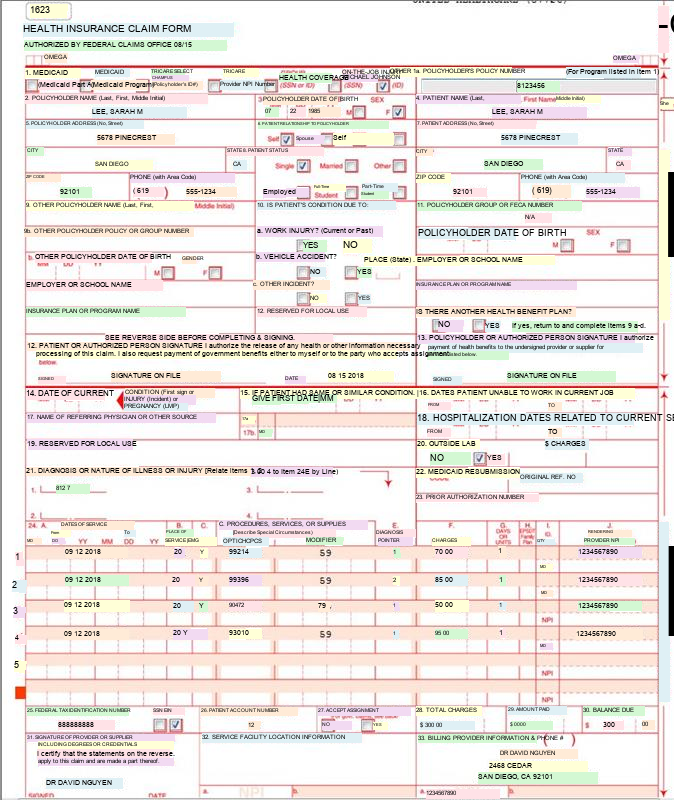 1623
HEALTH INSURANCE CLAIM FORM
AUTHORIZED BY FEDERAL CLAIMS OFFICE 08/15
OMEGA OMEGA
1. MEDICAID MEDICAID TRICARE SELECT TRICARE HEALTH COVERAGE ON-THE-JOB INJURY OTHER 1a. POLICYHOLDER'S POLICY NUMBER (For Program listed in Item 1)
CHAMPUS MICHAEL JOHNSON
(Medicaid Part A (Medicaid Program) (Policyholder's ID#) Provider NPI Number (SSN or ID) (SSN) (ID) 8123456
2. POLICYHOLDER NAME (Last, First, Middle Initial) 3 POLICYHOLDER DATE OF BIRTH SEX 4. PATIENT NAME (Last, First Name Middle Initial)
LEE, SARAH M 07 22 1985 M F LEE, SARAH M
5. POLICYHOLDER ADDRESS (No. Street) 6. PATIENT RELATIONSHIP TO POLICYHOLDER 7. PATIENT ADDRESS (No. Street)
5678 PINECREST Self Spouse Self 5678 PINECREST
CITY STATE 8. PATIENT STATUS CITY STATE
SAN DIEGO CA Single Married Other SAN DIEGO CA
ZIP CODE PHONE (with Area Code) ZIP CODE PHONE (with Area Code)
92101 (619) 555-1234 Employed Full-Time Student Part-Time Student 92101 (619) 555-1234
9. OTHER POLICYHOLDER NAME (Last, First, Middle Initial) 10. IS PATIENT'S CONDITION DUE TO: 11. POLICYHOLDER GROUP OR FECA NUMBER
N/A
9b. OTHER POLICYHOLDER POLICY OR GROUP NUMBER a. WORK INJURY? (Current or Past) POLICYHOLDER DATE OF BIRTH SEX
YES NO M F
b. OTHER POLICYHOLDER DATE OF BIRTH GENDER b. VEHICLE ACCIDENT? PLACE (State) . EMPLOYER OR SCHOOL NAME
MM DD YY M F NO YES
EMPLOYER OR SCHOOL NAME c. OTHER INCIDENT? INSURANCE PLAN OR PROGRAM NAME
NO YES
INSURANCE PLAN OR PROGRAM NAME 12. RESERVED FOR LOCAL USE IS THERE ANOTHER HEALTH BENEFIT PLAN?
NO YES If yes, return to and complete items 9 a-d.
SEE REVERSE SIDE BEFORE COMPLETING & SIGNING.
12. PATIENT OR AUTHORIZED PERSON SIGNATURE I authorize the release of any health or other information necessary 13. POLICYHOLDER OR AUTHORIZED PERSON SIGNATURE I authorize
processing of this claim. I also request payment of government benefits either to myself or to the party who accepts assignment. payment of health benefits to the undersigned provider or supplier for
below.
SIGNED SIGNATURE ON FILE DATE 08 15 2018 SIGNED SIGNATURE ON FILE
14. DATE OF CURRENT CONDITION (First sign or 15. IF PATIENT HAD SAME OR SIMILAR CONDITION. 16. DATES PATIENT UNABLE TO WORK IN CURRENT JOB
INJURY (Incident) or GIVE FIRST DATE MM
PREGNANCY (LMP) FROM TO
17. NAME OF REFERRING PHYSICIAN OR OTHER SOURCE 17a. 18. HOSPITALIZATION DATES RELATED TO CURRENT SE
17b. FROM TO
19. RESERVED FOR LOCAL USE 20. OUTSIDE LAB $ CHARGES
NO YES
21. DIAGNOSIS OR NATURE OF ILLNESS OR INJURY [Relate Items 1, 2, 3 or 4 to Item 24E by Line) 22. MEDICAID RESUBMISSION
CODE ORIGINAL REF. NO
1. 812 7 3.
23. PRIOR AUTHORIZATION NUMBER
2. 4.
24. A. DATES OF SERVICE B. C. C. PROCEDURES, SERVICES, OR SUPPLIES E. F. G. H. I. J.
From To PLACE OF (Described Special Circumstances) DIAGNOSIS DAYS OR UNITS EPSDT Family Plan ID. RENDERING
MM DD YY MM DD YY SERVICE EMG OPT/HCPCS MODIFIER POINTER CHARGES PROVIDER NPI
1 09 12 2018 20 Y 99214 59 1 70 00 1 1234567890
2 09 12 2018 20 Y 99396 59 2 85 00 1 1234567890
3 09 12 2018 20 Y 90472 79 , 1 50 00 1 1234567890
NPI
4 09 12 2018 20 Y 93010 59 1 95 00 1 1234567890
NPI
5
NPI
NPI
25. FEDERAL TAX IDENTIFICATION NUMBER SSN EIN 26. PATIENT ACCOUNT NUMBER 27. ACCEPT ASSIGNMENT 28. TOTAL CHARGES 29. AMOUNT PAID 30. BALANCE DUE
888888888 12 NO YES $ 300 00 $ 0000 $ 300 00
31. SIGNATURE OF PROVIDER OR SUPPLIER 32. SERVICE FACILITY LOCATION INFORMATION 33. BILLING PROVIDER INFORMATION & PHONE # )
INCLUDING DEGREES OR CREDENTIALS
I certify that the statements on the reverse. DR DAVID NGUYEN
apply to this claim and are made a part thereof. 2468 CEDAR
SAN DIEGO, CA 92101
DR DAVID NGUYEN
SIGNED DATE a. NPI b. a. 1234567890 b.